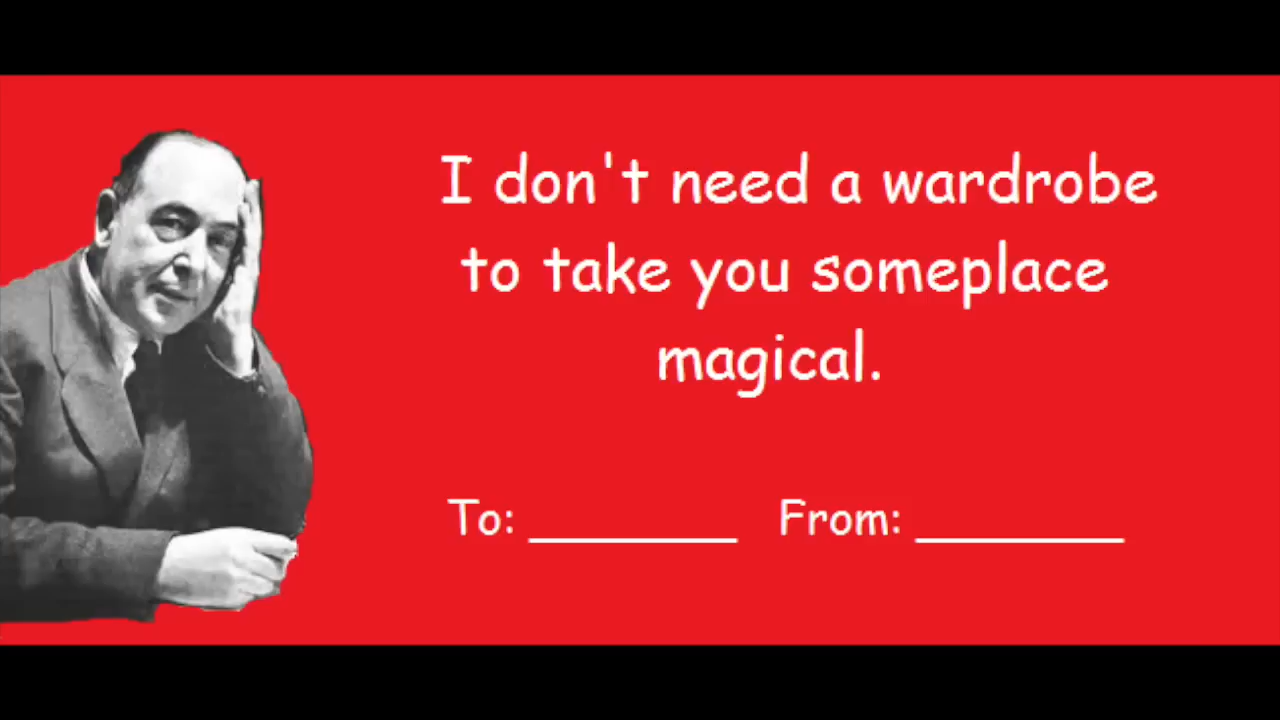 I don't need a wardrobe
to take you someplace
magical.
To: ________ From: ________